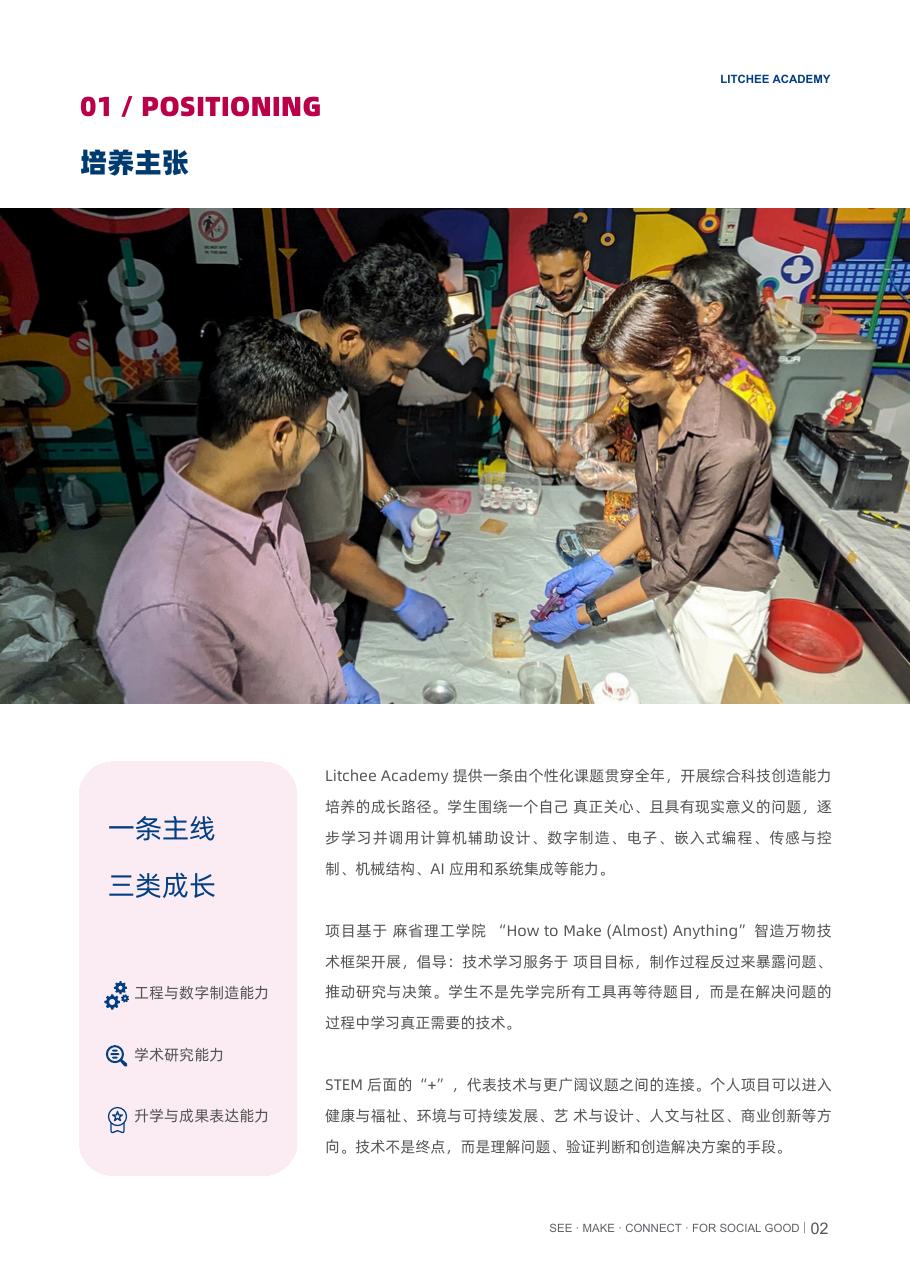 LITCHEE ACADEMY
01 / POSITIONING
培养主张
一条主线
三类成长
工程与数字制造能力
学术研究能力
升学与成果表达能力
Litchee Academy 提供一条由个性化课题贯穿全年，开展综合科技创造能力
培养的成长路径。学生围绕一个自己 真正关心、且具有现实意义的问题，逐
步学习并调用计算机辅助设计、数字制造、电子、嵌入式编程、传感与控
制、机械结构、AI 应用和系统集成等能力。
项目基于 麻省理工学院 “How to Make (Almost) Anything” 智造万物技
术框架开展，倡导：技术学习服务于 项目目标，制作过程反过来暴露问题、
推动研究与决策。学生不是先学完所有工具再等待题目，而是在解决问题的
过程中学习真正需要的技术。
STEM 后面的“+”，代表技术与更广阔议题之间的连接。个人项目可以进入
健康与福祉、环境与可持续发展、艺 术与设计、人文与社区、商业创新等方
向。技术不是终点，而是理解问题、验证判断和创造解决方案的手段。
SEE · MAKE · CONNECT · FOR SOCIAL GOOD | 02